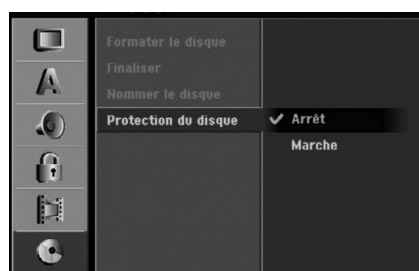 Formater le disque
Finaliser
Nommer le disque
Protection du disque
Arrêt
Marche